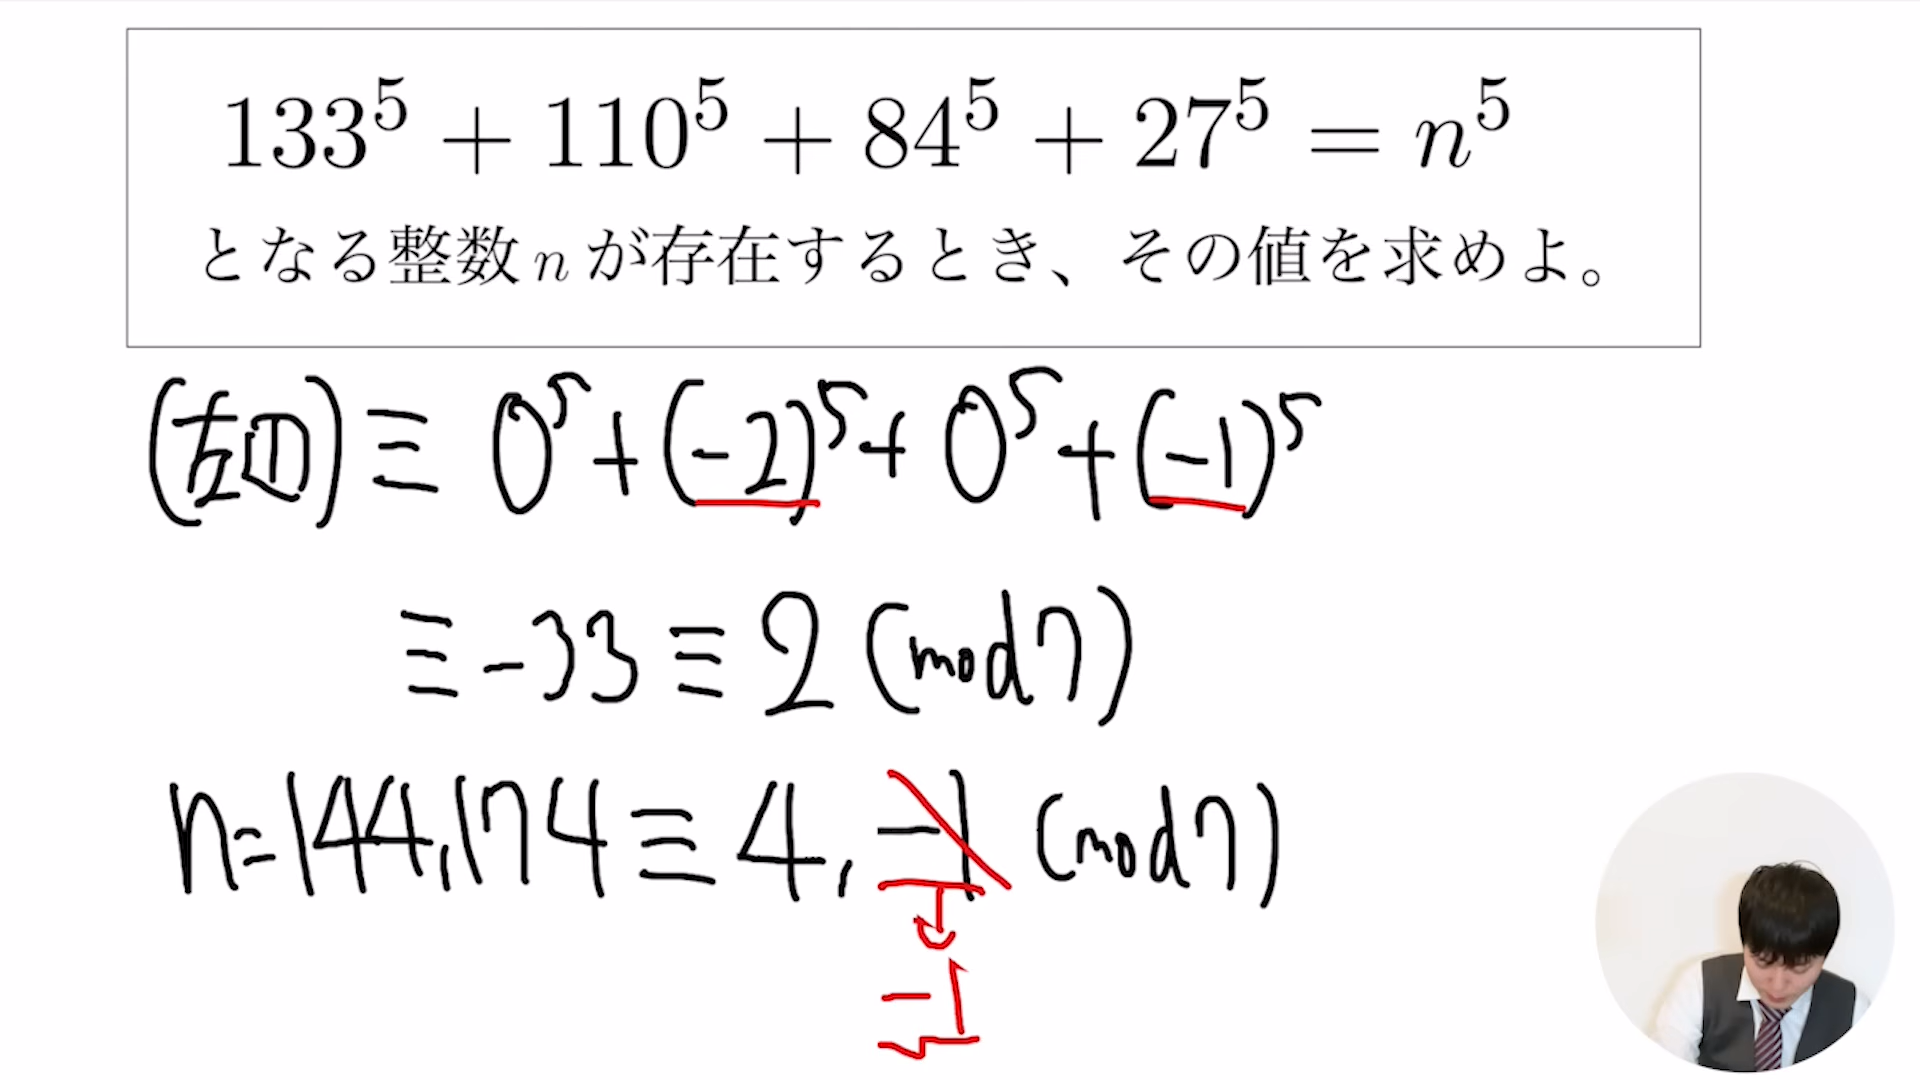 133^5 + 110^5 + 84^5 + 27^5 = n^5
となる整数 n が存在するとき、その値を求めよ。
(左辺) ≡ 0^5 + (-2)^5 + 0^5 + (-1)^5
≡ -33 ≡ 2 (mod 7)
n = 144, 174 ≡ 4, -1 (mod 7)
-1